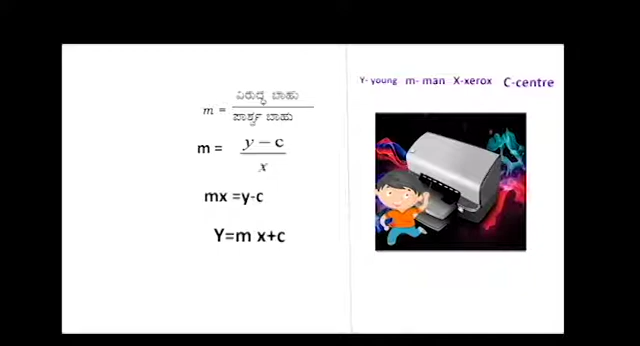 m = ವಿರುದ್ಧ ಬಾಹು
ಪಾರ್ಶ್ವ ಬಾಹು
m = y – c
x
mx =y-c
Y=m x+c
Y- young m- man X-xerox C-centre